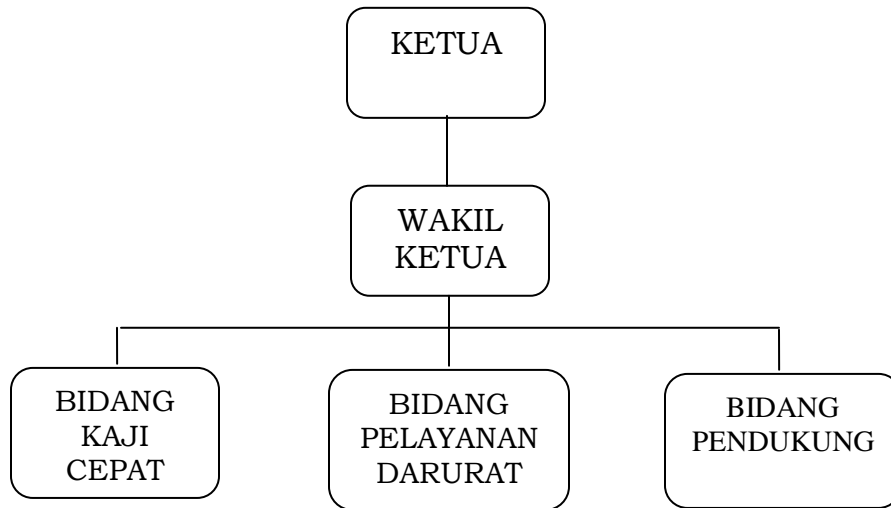 KETUA
WAKIL
KETUA
BIDANG
KAJI
CEPAT
BIDANG
PELAYANAN
DARURAT
BIDANG
PENDUKUNG